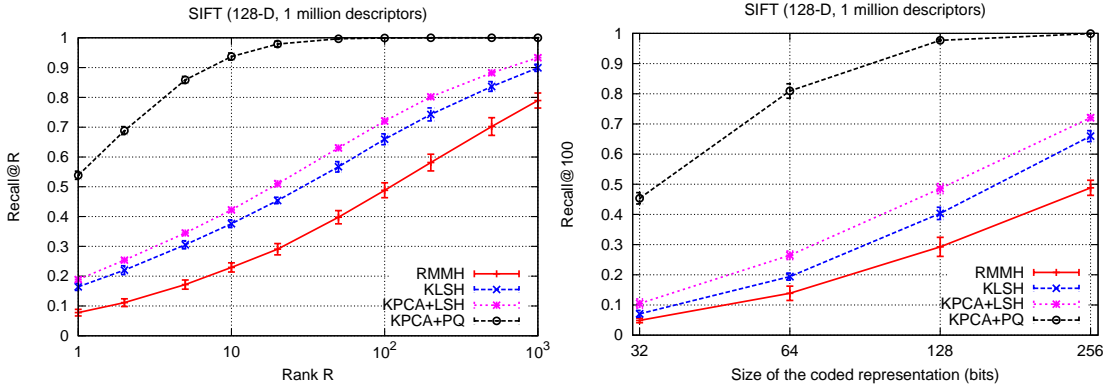 SIFT (128-D, 1 million descriptors)
Recall@R
1
0.9
0.8
0.7
0.6
0.5
0.4
0.3
0.2
0.1
0
RMMH
KLSH
KPCA+LSH
KPCA+PQ
1 10 10² 10³
Rank R
SIFT (128-D, 1 million descriptors)
Recall@100
1
0.9
0.8
0.7
0.6
0.5
0.4
0.3
0.2
0.1
0
RMMH
KLSH
KPCA+LSH
KPCA+PQ
32 64 128 256
Size of the coded representation (bits)